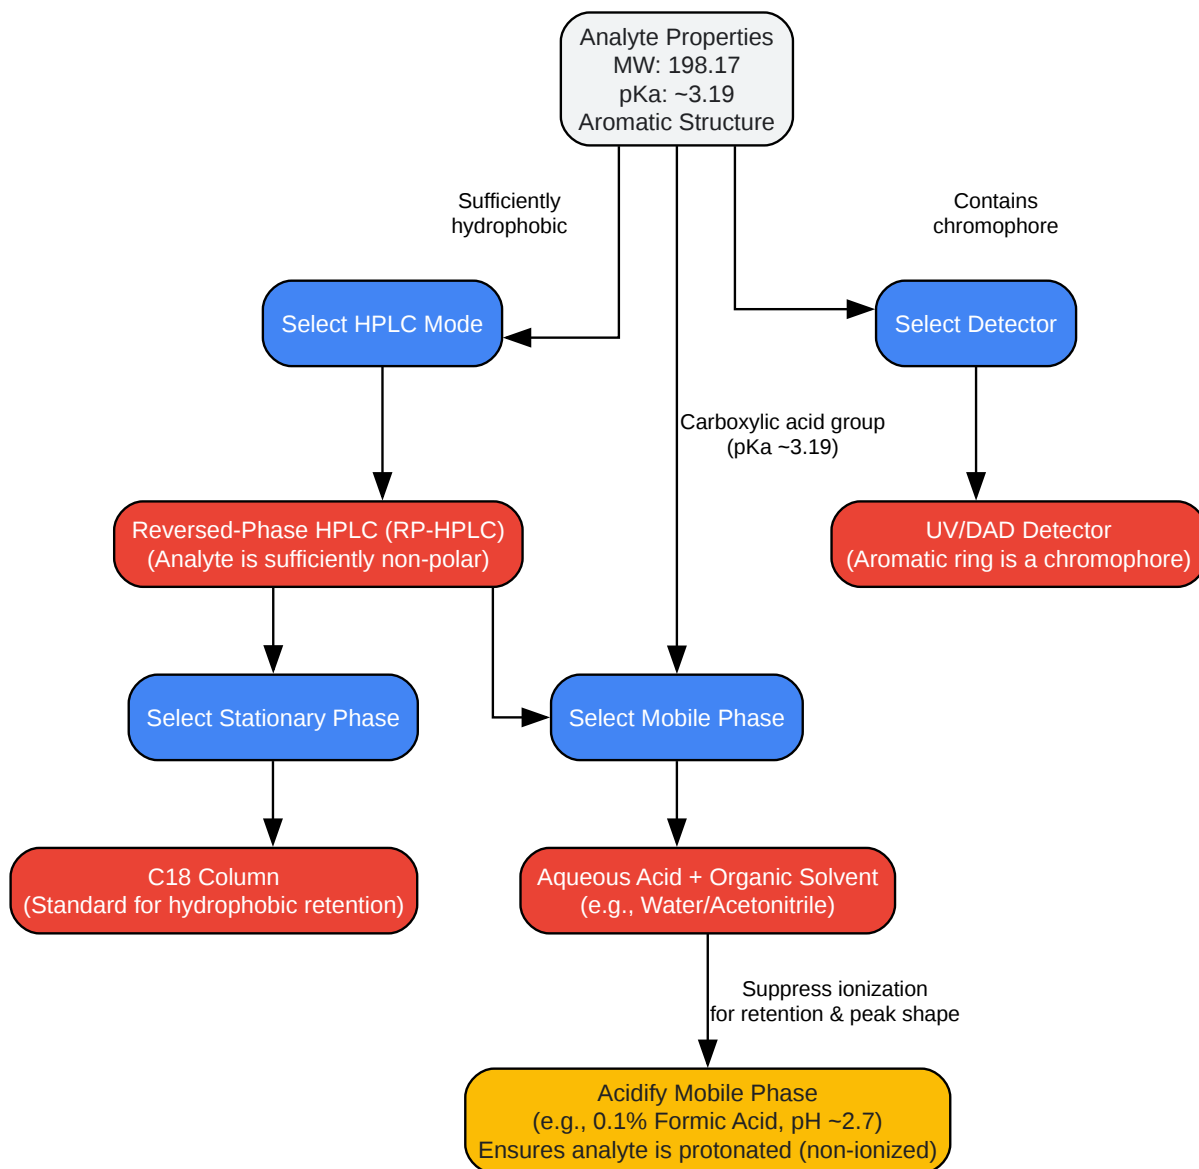 Analyte Properties
MW: 198.17
pKa: ~3.19
Aromatic Structure
Sufficiently
hydrophobic
Contains
chromophore
Select HPLC Mode
Select Detector
Carboxylic acid group
(pKa ~3.19)
Reversed-Phase HPLC (RP-HPLC)
(Analyte is sufficiently non-polar)
UV/DAD Detector
(Aromatic ring is a chromophore)
Select Stationary Phase
Select Mobile Phase
C18 Column
(Standard for hydrophobic retention)
Aqueous Acid + Organic Solvent
(e.g., Water/Acetonitrile)
Suppress ionization
for retention & peak shape
Acidify Mobile Phase
(e.g., 0.1% Formic Acid, pH ~2.7)
Ensures analyte is protonated (non-ionized)